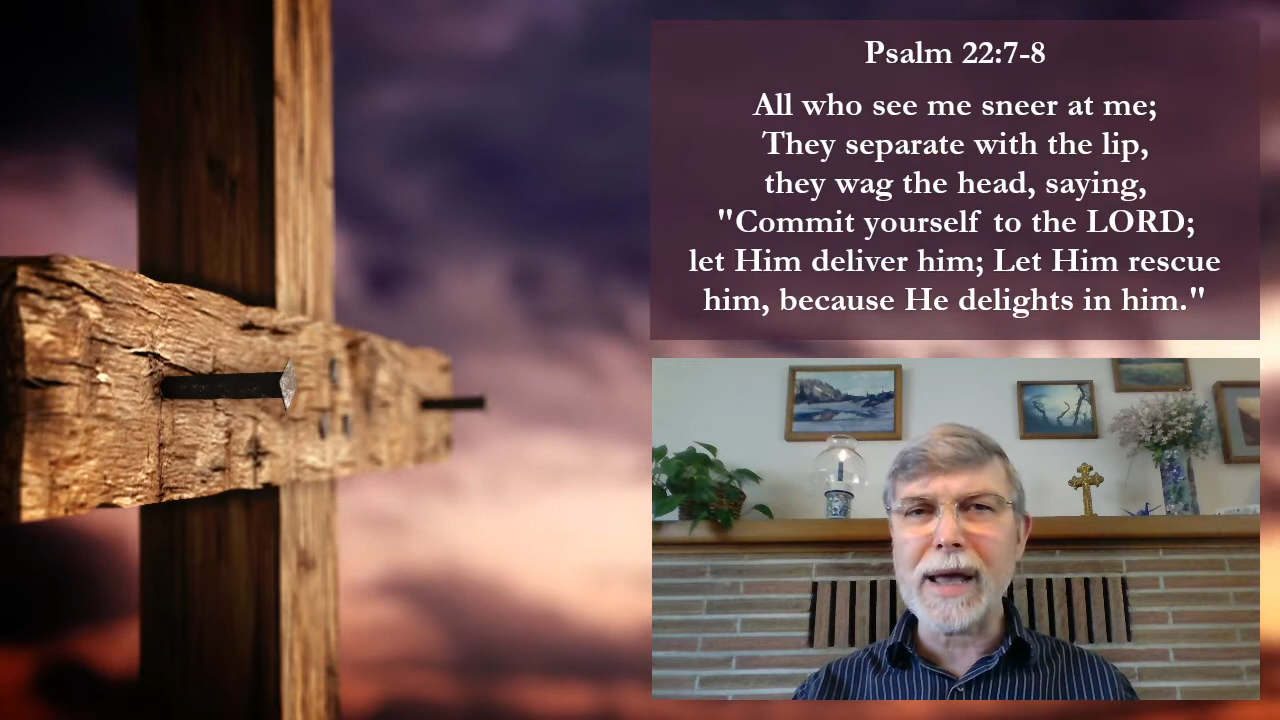 Psalm 22:7-8
All who see me sneer at me;
They separate with the lip,
they wag the head, saying,
"Commit yourself to the LORD;
let Him deliver him; Let Him rescue
him, because He delights in him."